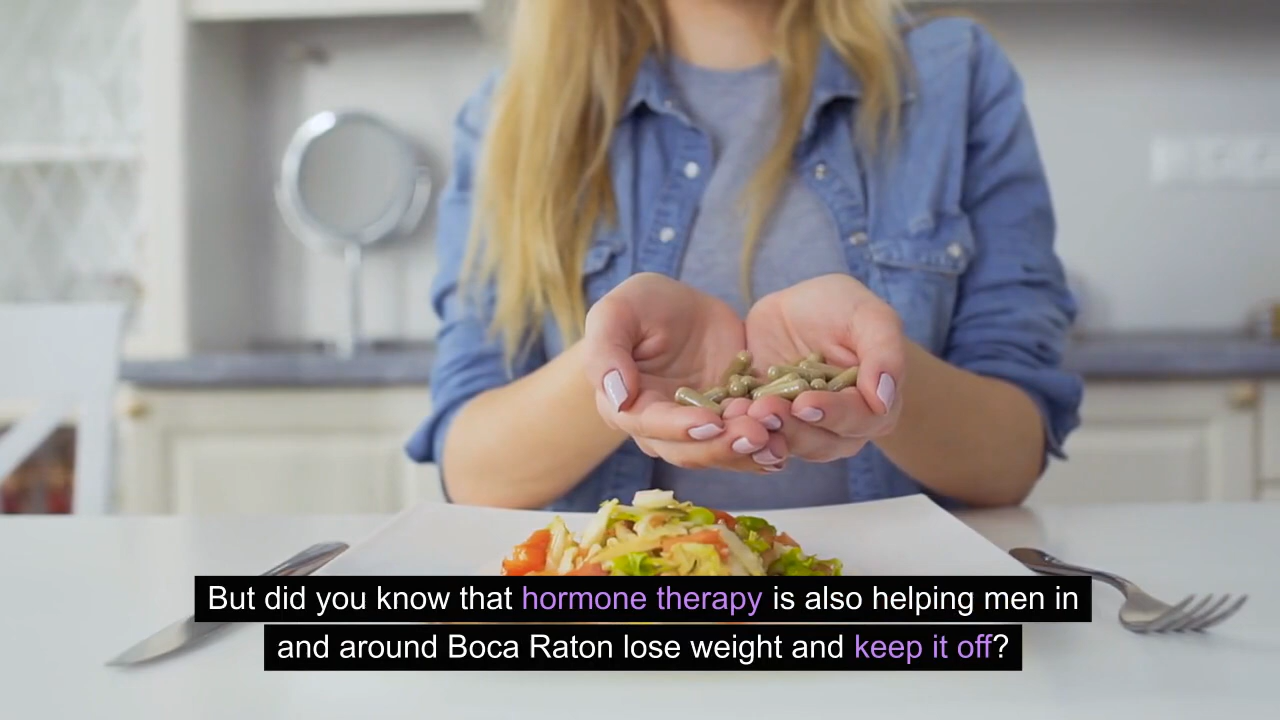 But did you know that hormone therapy is also helping men in
and around Boca Raton lose weight and keep it off?